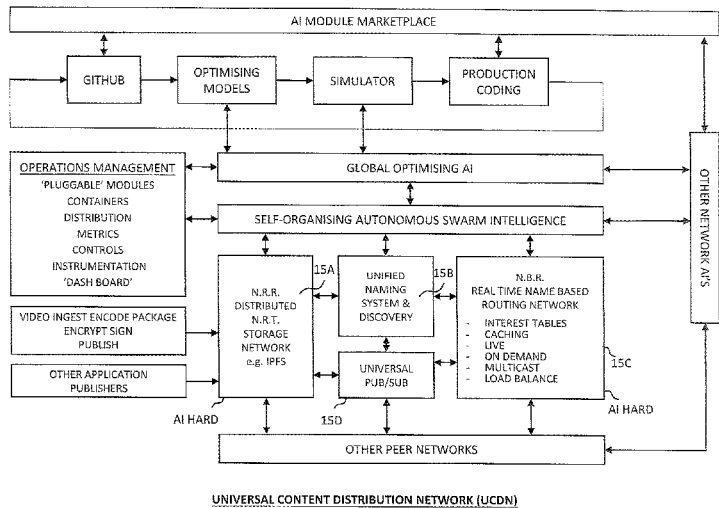 AI MODULE MARKETPLACE
GITHUB
OPTIMISING
MODELS
SIMULATOR
PRODUCTION
CODING
OPERATIONS MANAGEMENT
'PLUGGABLE' MODULES
CONTAINERS
DISTRIBUTION
METRICS
CONTROLS
INSTRUMENTATION
'DASH BOARD'
GLOBAL OPTIMISING AI
SELF-ORGANISING AUTONOMOUS SWARM INTELLIGENCE
OTHER NETWORK AI'S
VIDEO INGEST ENCODE PACKAGE
ENCRYPT SIGN
PUBLISH
OTHER APPLICATION
PUBLISHERS
15A
N.R.R.
DISTRIBUTED
N.R.T.
STORAGE
NETWORK
e.g. IPFS
AI HARD
UNIFIED
NAMING
SYSTEM &
DISCOVERY
15B
UNIVERSAL
PUB/SUB
15D
N.B.R.
REAL TIME NAME BASED
ROUTING NETWORK
- INTEREST TABLES
- CACHING
- LIVE
- ON DEMAND
- MULTICAST
- LOAD BALANCE
15C
AI HARD
OTHER PEER NETWORKS
UNIVERSAL CONTENT DISTRIBUTION NETWORK (UCDN)